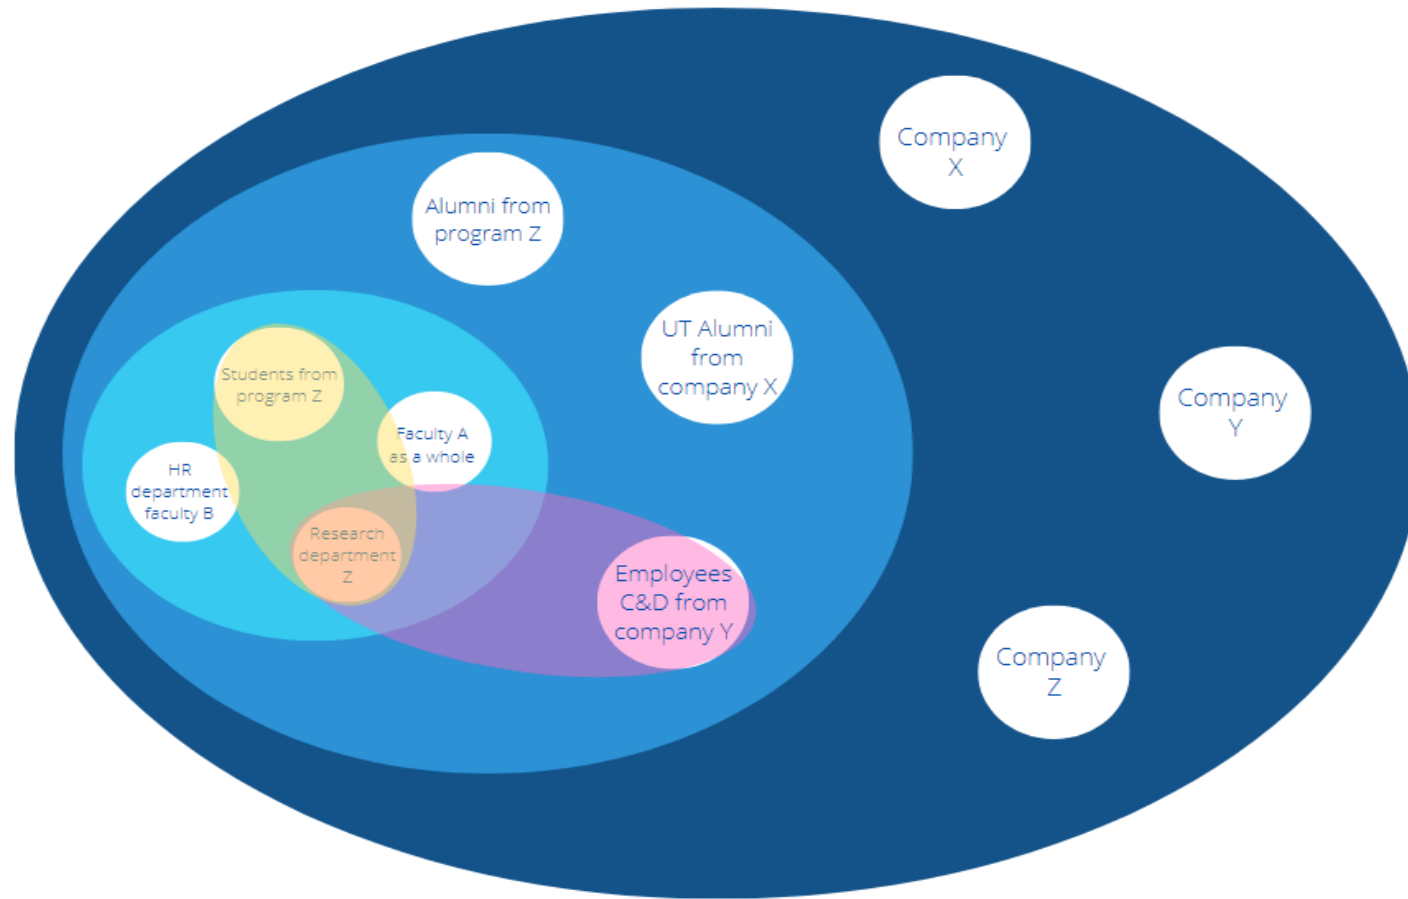 Company
X
Alumni from
program Z
UT Alumni
from
company X
Students from
program Z
Company
Y
Faculty A
as a whole
HR
department
faculty B
Research
department
Z
Employees
C&D from
company Y
Company
Z